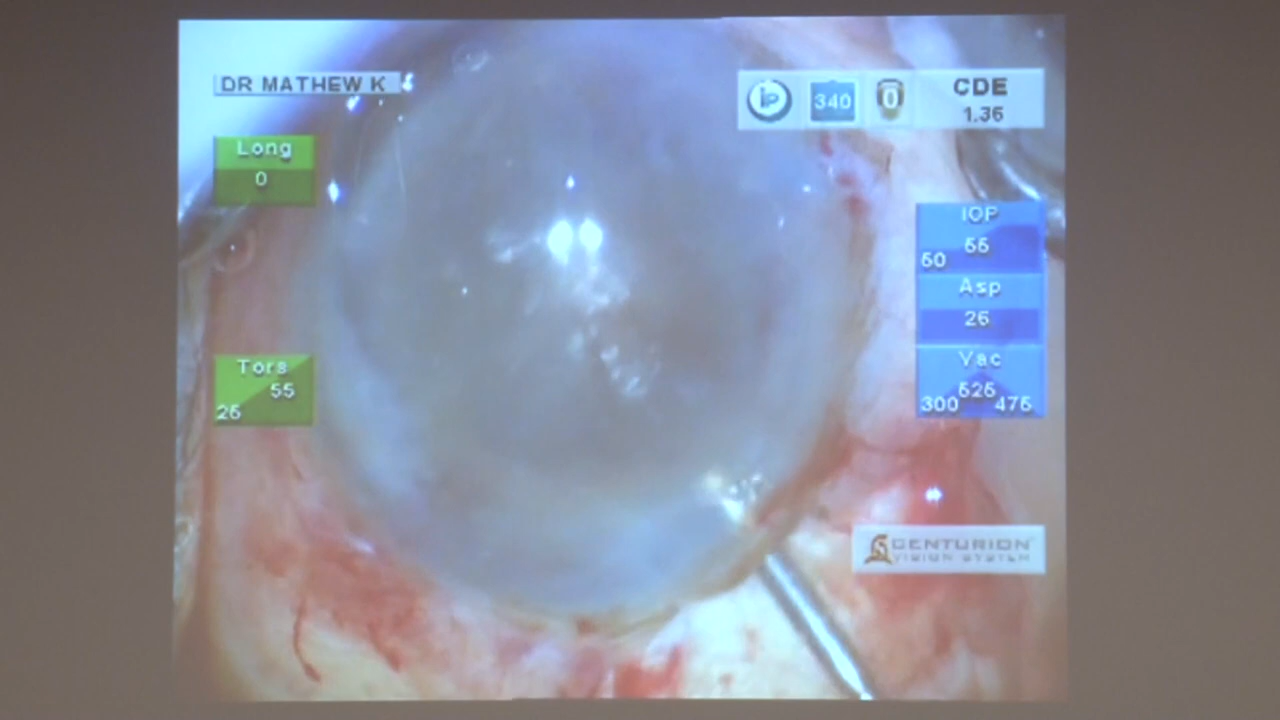 DR MATHEW K
340
0
CDE
1.36
Long
0
IOP
55
60
Asp
26
Tors
55
25
Vac
525
300 475
CENTURION
VISION SYSTEM